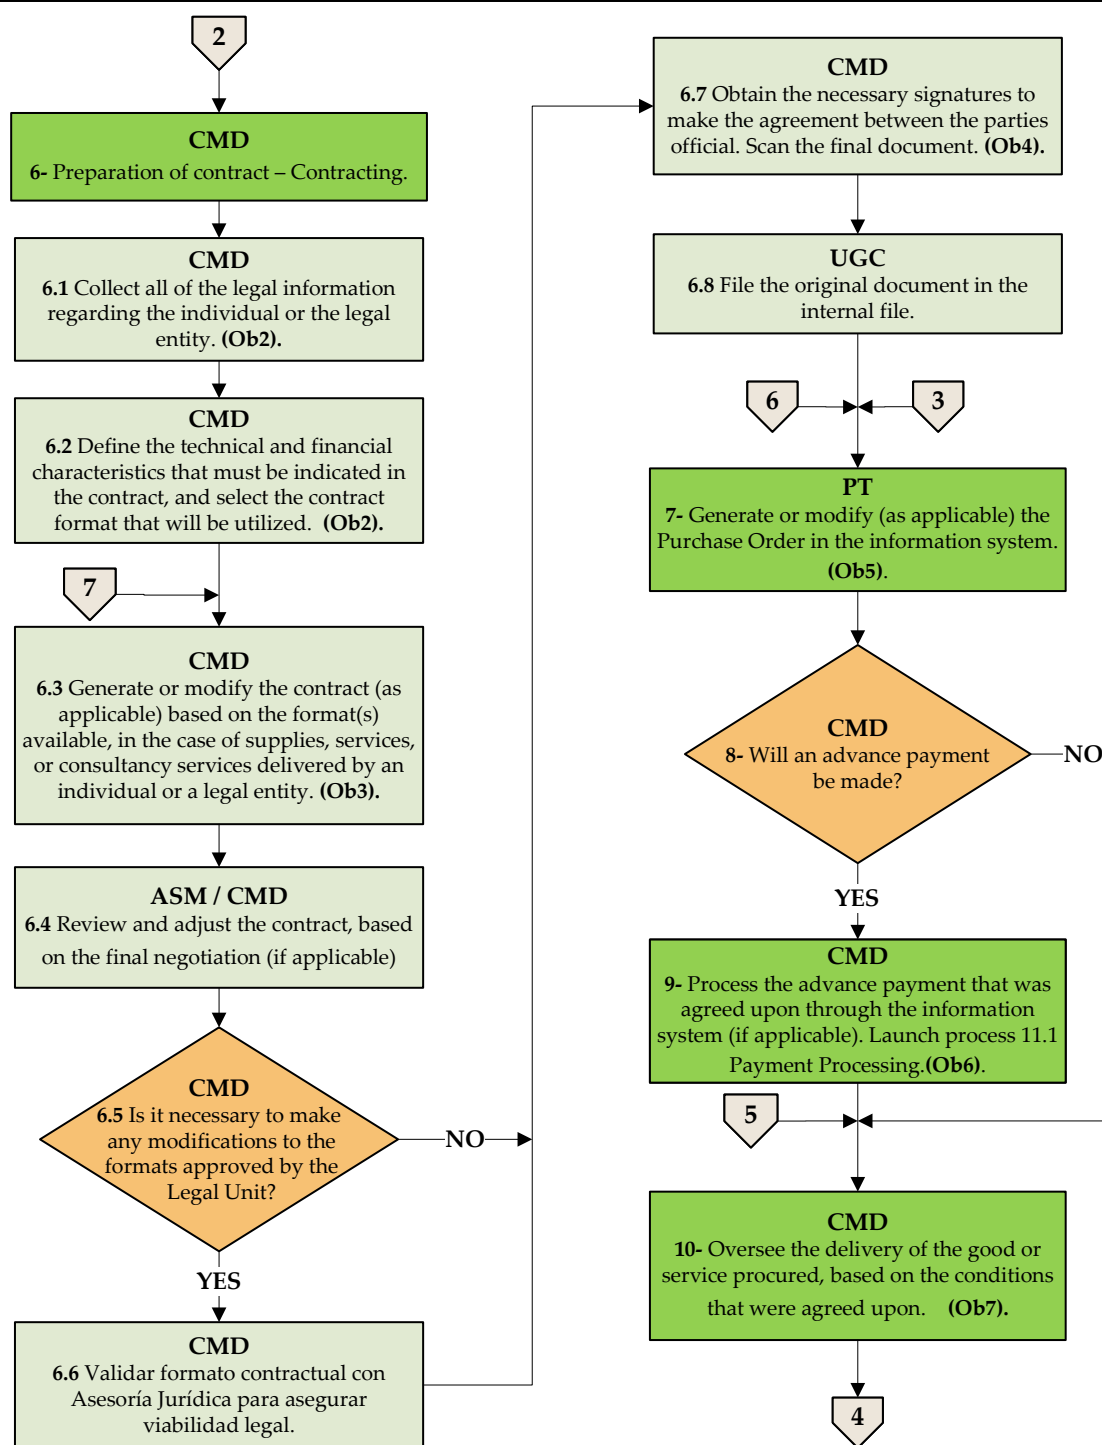 2
CMD
6- Preparation of contract – Contracting.
CMD
6.1 Collect all of the legal information
regarding the individual or the legal
entity. (Ob2).
CMD
6.2 Define the technical and financial
characteristics that must be indicated in
the contract, and select the contract
format that will be utilized. (Ob2).
7
CMD
6.3 Generate or modify the contract (as
applicable) based on the format(s)
available, in the case of supplies, services,
or consultancy services delivered by an
individual or a legal entity. (Ob3).
ASM / CMD
6.4 Review and adjust the contract, based
on the final negotiation (if applicable)
CMD
6.5 Is it necessary to make
any modifications to the
formats approved by the
Legal Unit?
NO
YES
CMD
6.6 Validar formato contractual con
Asesoría Jurídica para asegurar
viabilidad legal.
CMD
6.7 Obtain the necessary signatures to
make the agreement between the parties
official. Scan the final document. (Ob4).
UGC
6.8 File the original document in the
internal file.
6
3
PT
7- Generate or modify (as applicable) the
Purchase Order in the information system.
(Ob5).
CMD
8- Will an advance payment
be made?
NO
YES
CMD
9- Process the advance payment that was
agreed upon through the information
system (if applicable). Launch process 11.1
Payment Processing.(Ob6).
5
CMD
10- Oversee the delivery of the good or
service procured, based on the conditions
that were agreed upon. (Ob7).
4